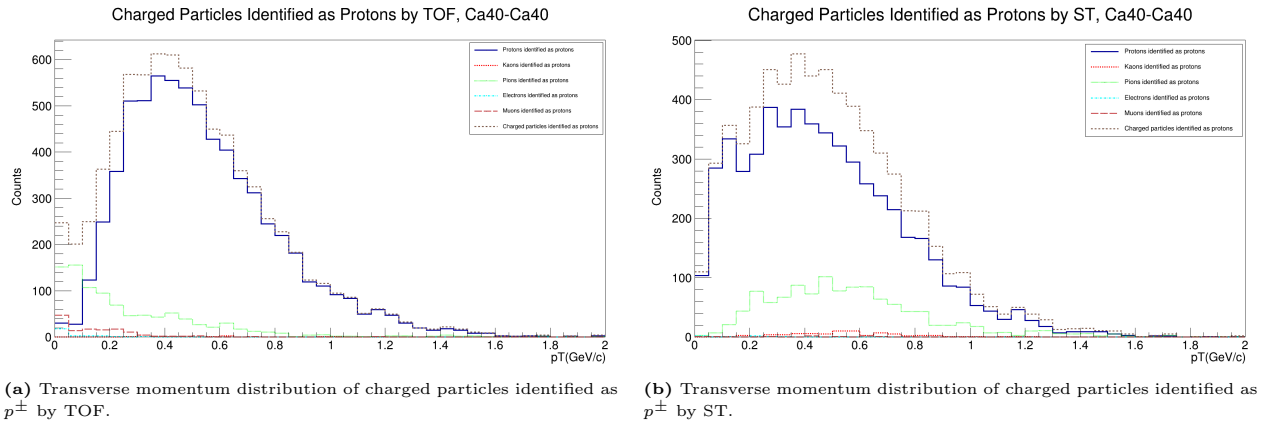 Charged Particles Identified as Protons by TOF, Ca40-Ca40
Counts
600
500
400
300
200
100
0
0 0.2 0.4 0.6 0.8 1 1.2 1.4 1.6 1.8 2
pT(GeV/c)
Protons identified as protons
Kaons identified as protons
Pions identified as protons
Electrons identified as protons
Muons identified as protons
Charged particles identified as protons
(a) Transverse momentum distribution of charged particles identified as
p± by TOF.
Charged Particles Identified as Protons by ST, Ca40-Ca40
Counts
500
400
300
200
100
0
0 0.2 0.4 0.6 0.8 1 1.2 1.4 1.6 1.8 2
pT(GeV/c)
Protons identified as protons
Kaons identified as protons
Pions identified as protons
Electrons identified as protons
Muons identified as protons
Charged particles identified as protons
(b) Transverse momentum distribution of charged particles identified as
p± by ST.